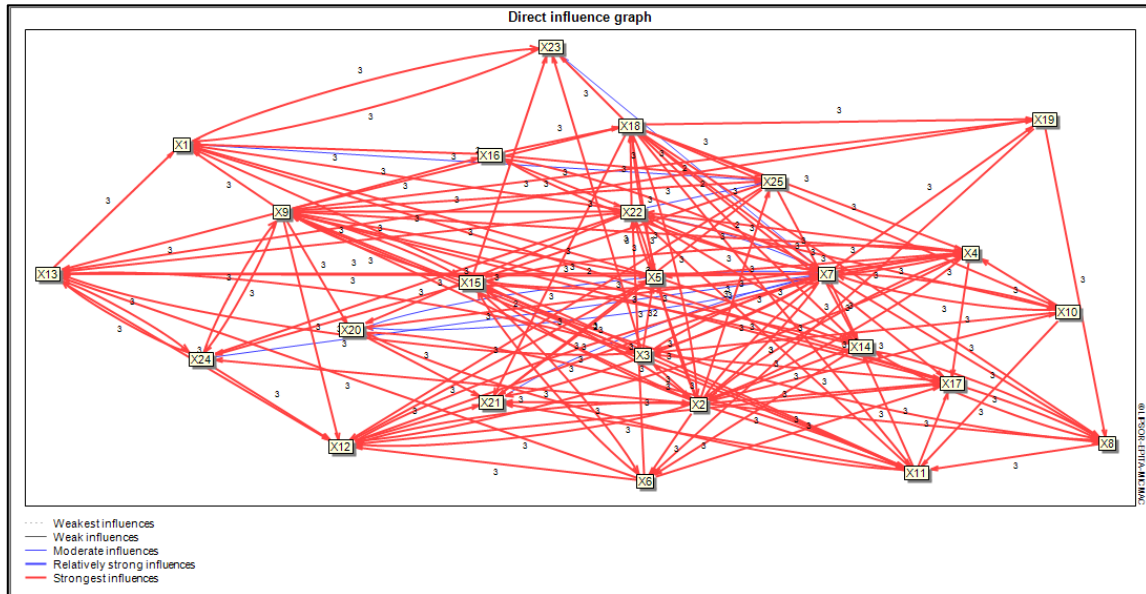 Direct influence graph
X23
X19
X18
X1
X16
X25
X9
X22
X4
X13
X5
X7
X15
X10
X20
X14
X24
X3
X17
X21
X2
X12
X8
X11
X6
3
2
©LIPSOR-EPITA-MICMAC
Weakest influences
Weak influences
Moderate influences
Relatively strong influences
Strongest influences